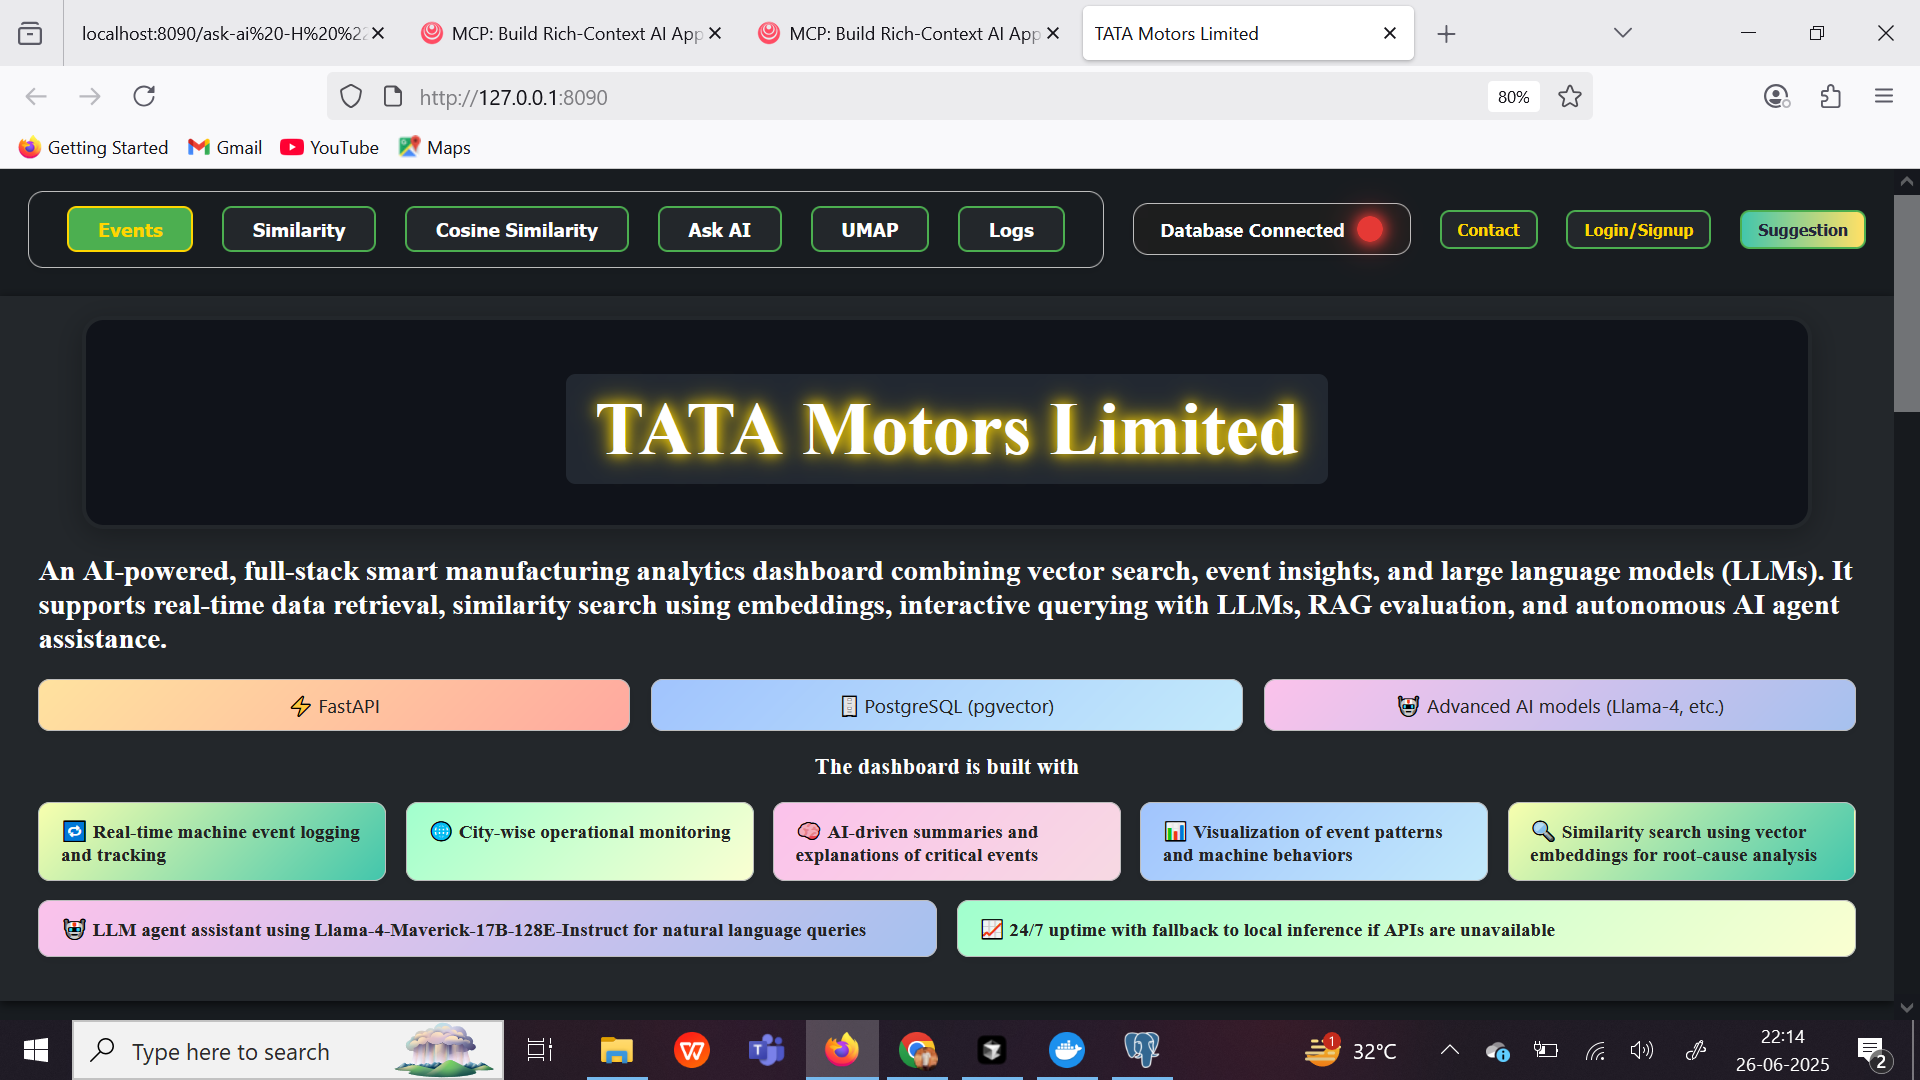 localhost:8090/ask-ai%20-H%20%22
MCP: Build Rich-Context AI App
MCP: Build Rich-Context AI App
TATA Motors Limited
http://127.0.0.1:8090
80%
Getting Started
Gmail
YouTube
Maps
Events
Similarity
Cosine Similarity
Ask AI
UMAP
Logs
Database Connected
Contact
Login/Signup
Suggestion
TATA Motors Limited
An AI-powered, full-stack smart manufacturing analytics dashboard combining vector search, event insights, and large language models (LLMs). It
supports real-time data retrieval, similarity search using embeddings, interactive querying with LLMs, RAG evaluation, and autonomous AI agent
assistance.
⚡ FastAPI
🗄 PostgreSQL (pgvector)
🤖 Advanced AI models (Llama-4, etc.)
The dashboard is built with
🔁 Real-time machine event logging
and tracking
🌐 City-wise operational monitoring
🧠 AI-driven summaries and
explanations of critical events
📊 Visualization of event patterns
and machine behaviors
🔍 Similarity search using vector
embeddings for root-cause analysis
🤖 LLM agent assistant using Llama-4-Maverick-17B-128E-Instruct for natural language queries
📈 24/7 uptime with fallback to local inference if APIs are unavailable
Type here to search
1
32°C
22:14
26-06-2025
2